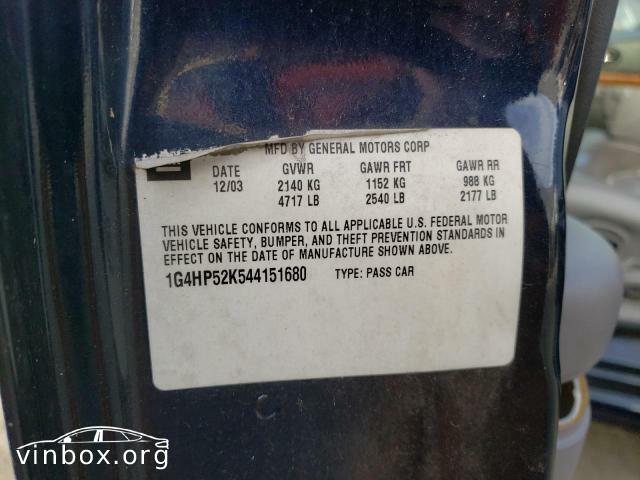 MFD BY GENERAL MOTORS CORP
DATE GVWR GAWR FRT GAWR RR
12/03 2140 KG 1152 KG 988 KG
4717 LB 2540 LB 2177 LB
THIS VEHICLE CONFORMS TO ALL APPLICABLE U.S. FEDERAL MOTOR
VEHICLE SAFETY, BUMPER, AND THEFT PREVENTION STANDARDS IN
EFFECT ON THE DATE OF MANUFACTURE SHOWN ABOVE.
1G4HP52K544151680 TYPE: PASS CAR
vinbox.org